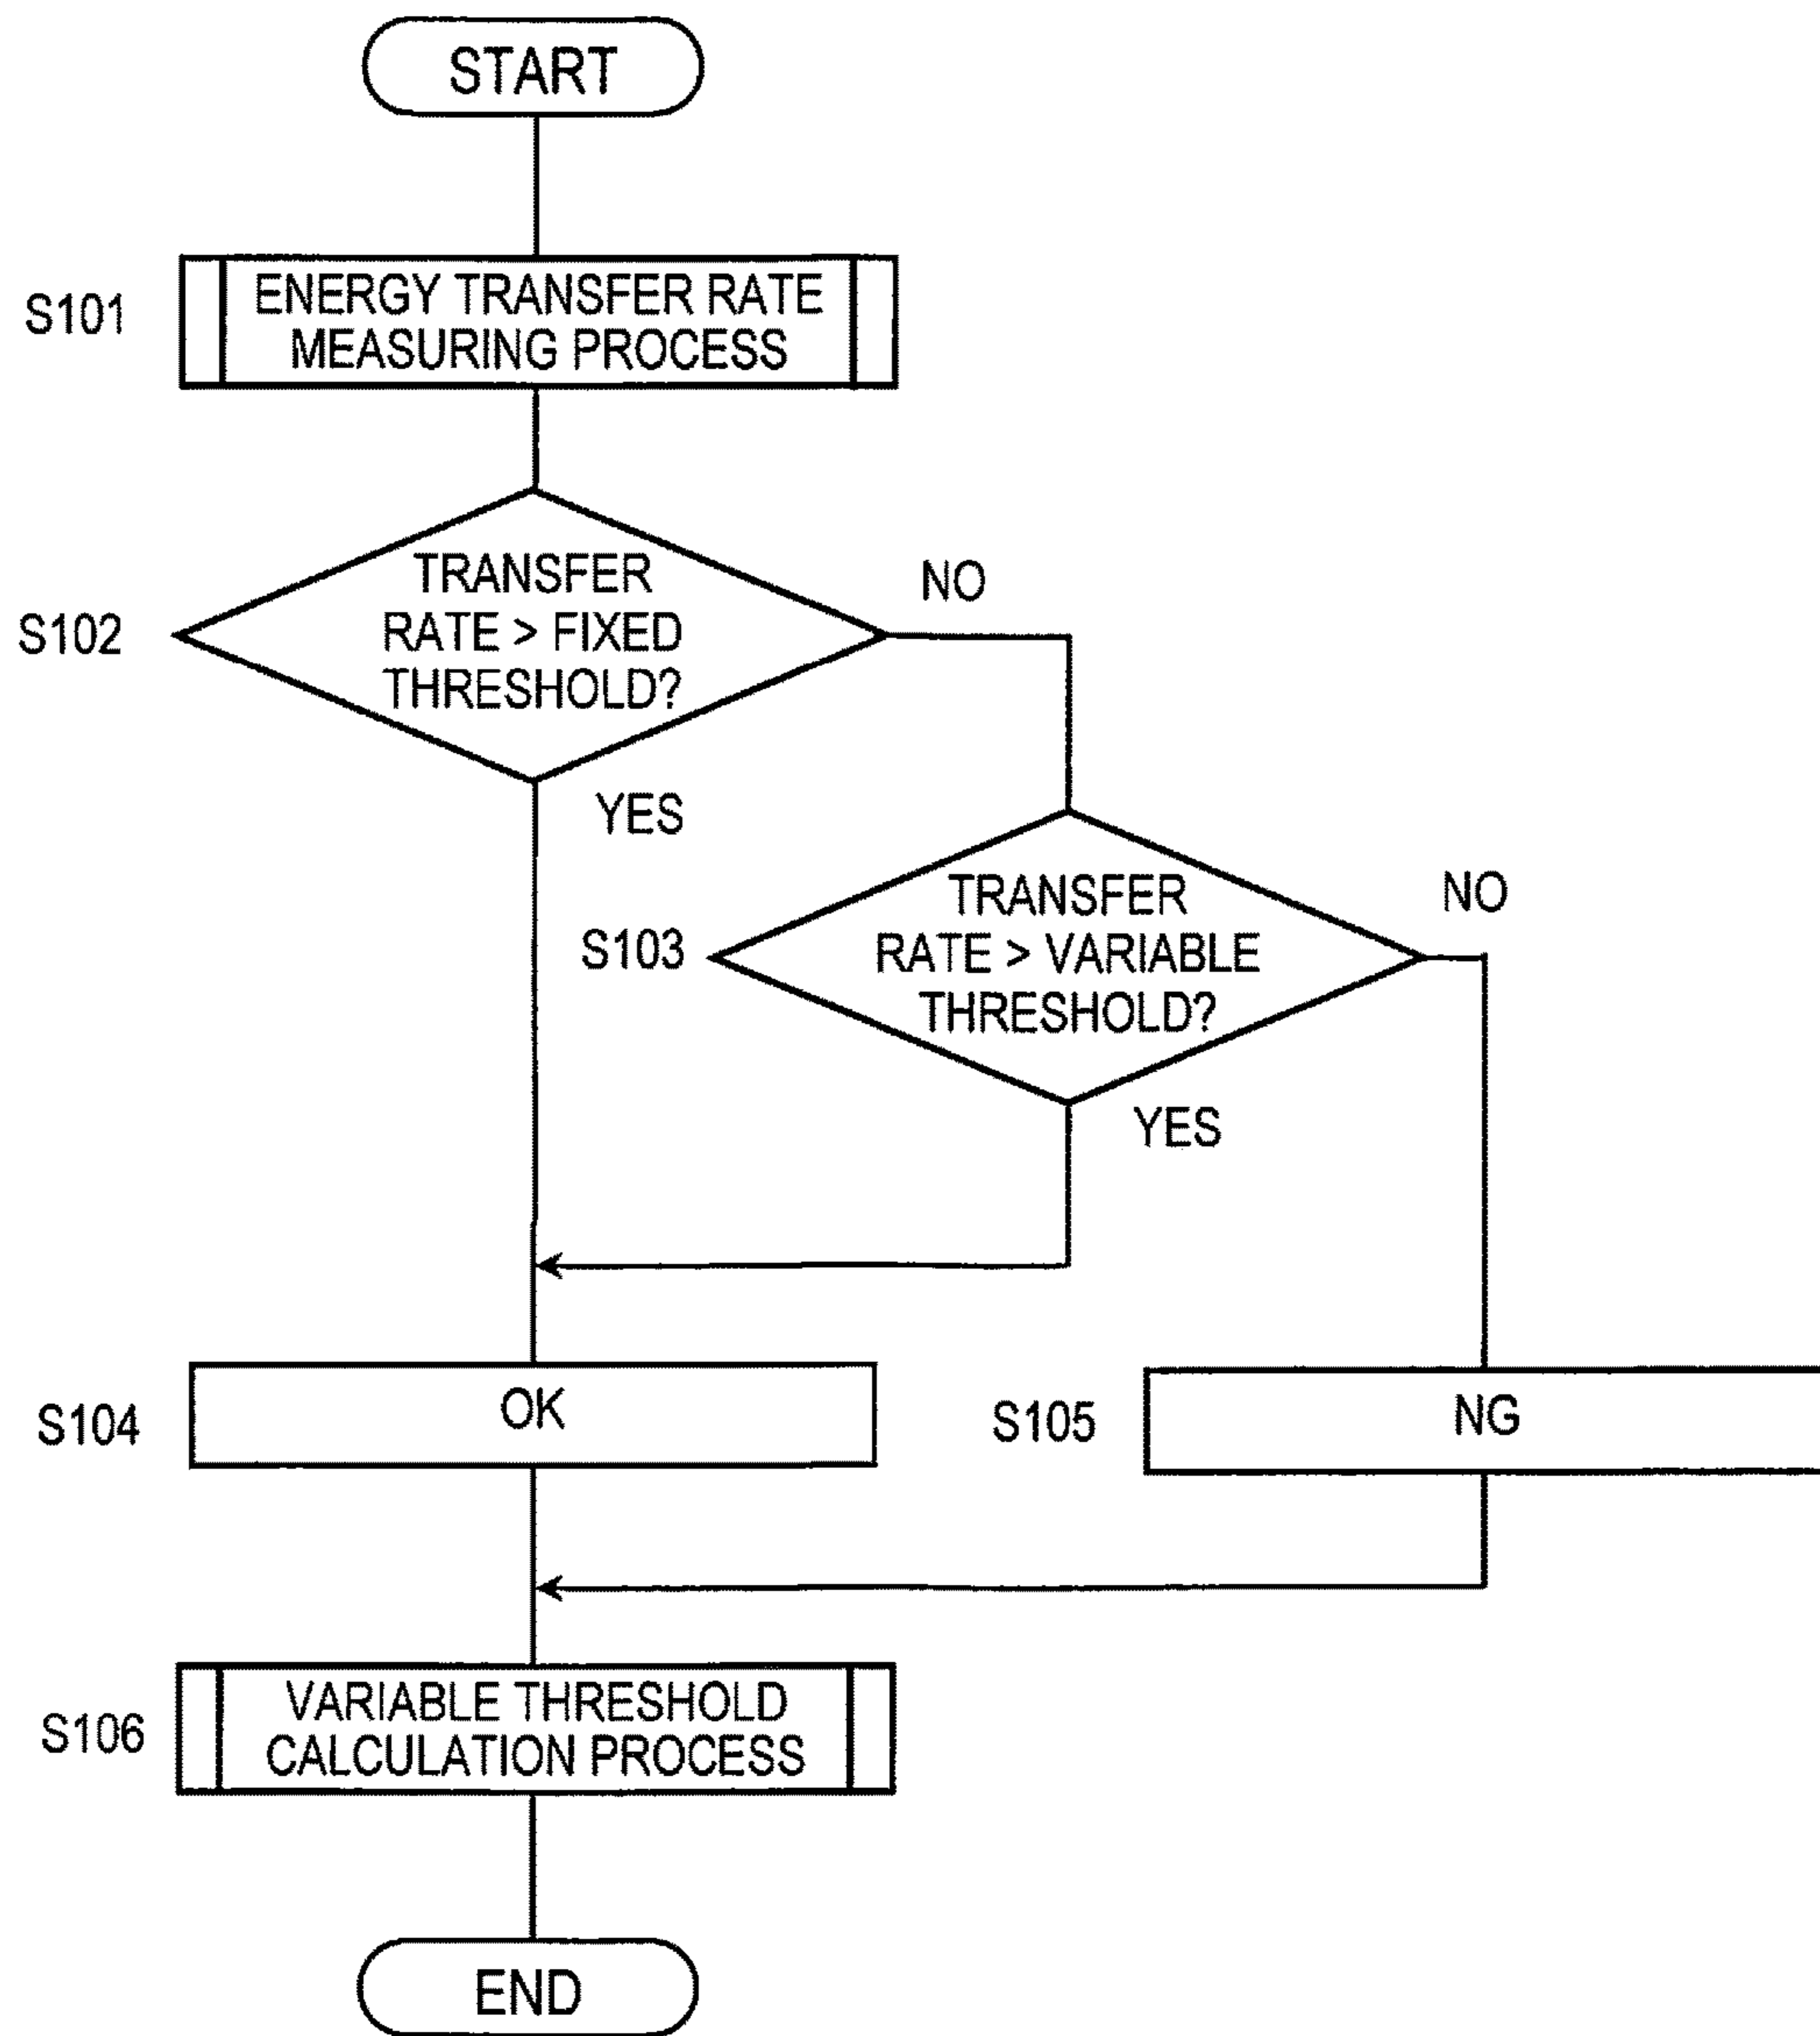 START
S101
ENERGY TRANSFER RATE
MEASURING PROCESS
S102
TRANSFER
RATE > FIXED
THRESHOLD?
NO
YES
S103
TRANSFER
RATE > VARIABLE
THRESHOLD?
NO
YES
S104
OK
S105
NG
S106
VARIABLE THRESHOLD
CALCULATION PROCESS
END